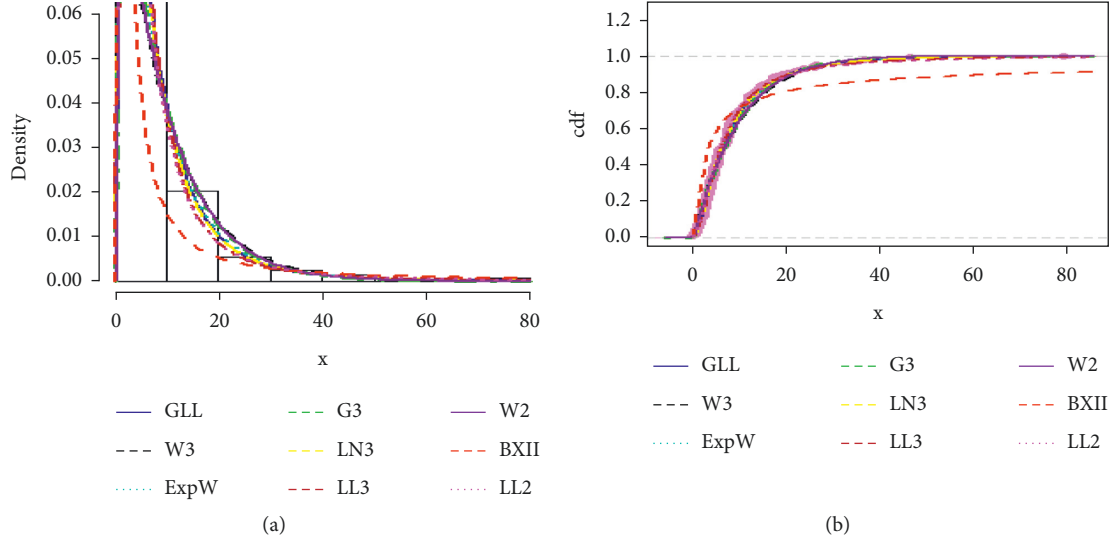 0.06
0.05
0.04
0.03
0.02
0.01
0.00
Density
0 20 40 60 80
x
GLL G3 W2
W3 LN3 BXII
ExpW LL3 LL2
(a)
1.0
0.8
0.6
0.4
0.2
0.0
cdf
0 20 40 60 80
x
GLL G3 W2
W3 LN3 BXII
ExpW LL3 LL2
(b)